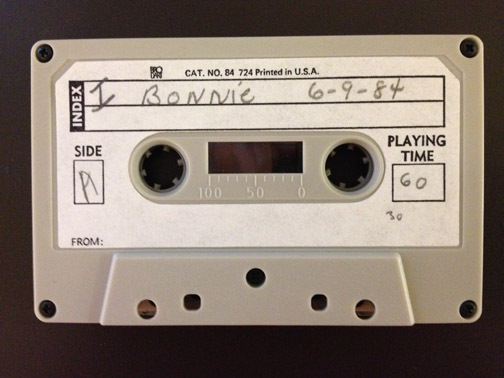 CAT. NO. 84 724 Printed in U.S.A.
INDEX I BONNiE 6-9-84
SIDE A
PLAYING TIME 60
30
FROM:
100 50 0